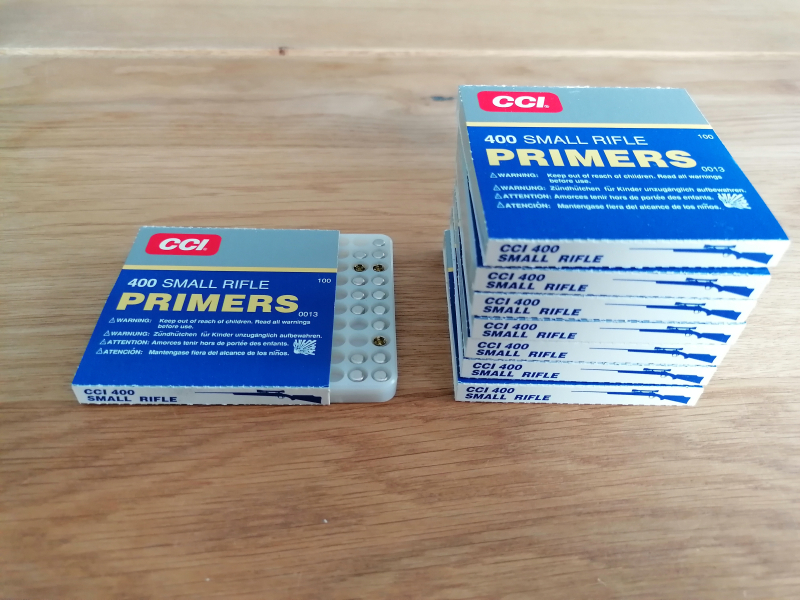 CCI.
400 SMALL RIFLE
100
PRIMERS
0013
⚠WARNING: Keep out of reach of children. Read all warnings
before use.
⚠WARNUNG: Zündhütchen für Kinder unzugänglich aufbewahren.
⚠ATTENTION: Amorces tenir hors de portée des enfants.
⚠ATENCIÓN: Mantengase fiera del alcance de los niños.
CCI 400
SMALL RIFLE
CCI.
400 SMALL RIFLE
100
PRIMERS
0013
⚠WARNING: Keep out of reach of children. Read all warnings
before use.
⚠WARNUNG: Zündhütchen für Kinder unzugänglich aufbewahren.
⚠ATTENTION: Amorces tenir hors de portée des enfants.
⚠ATENCIÓN: Mantengase fiera del alcance de los niños.
CCI 400
SMALL RIFLE
CCI 400
SMALL RIFLE
CCI 400
SMALL RIFLE
CCI 400
SMALL RIFLE
CCI 400
SMALL RIFLE
CCI 400
SMALL RIFLE
CCI 400
SMALL RIFLE